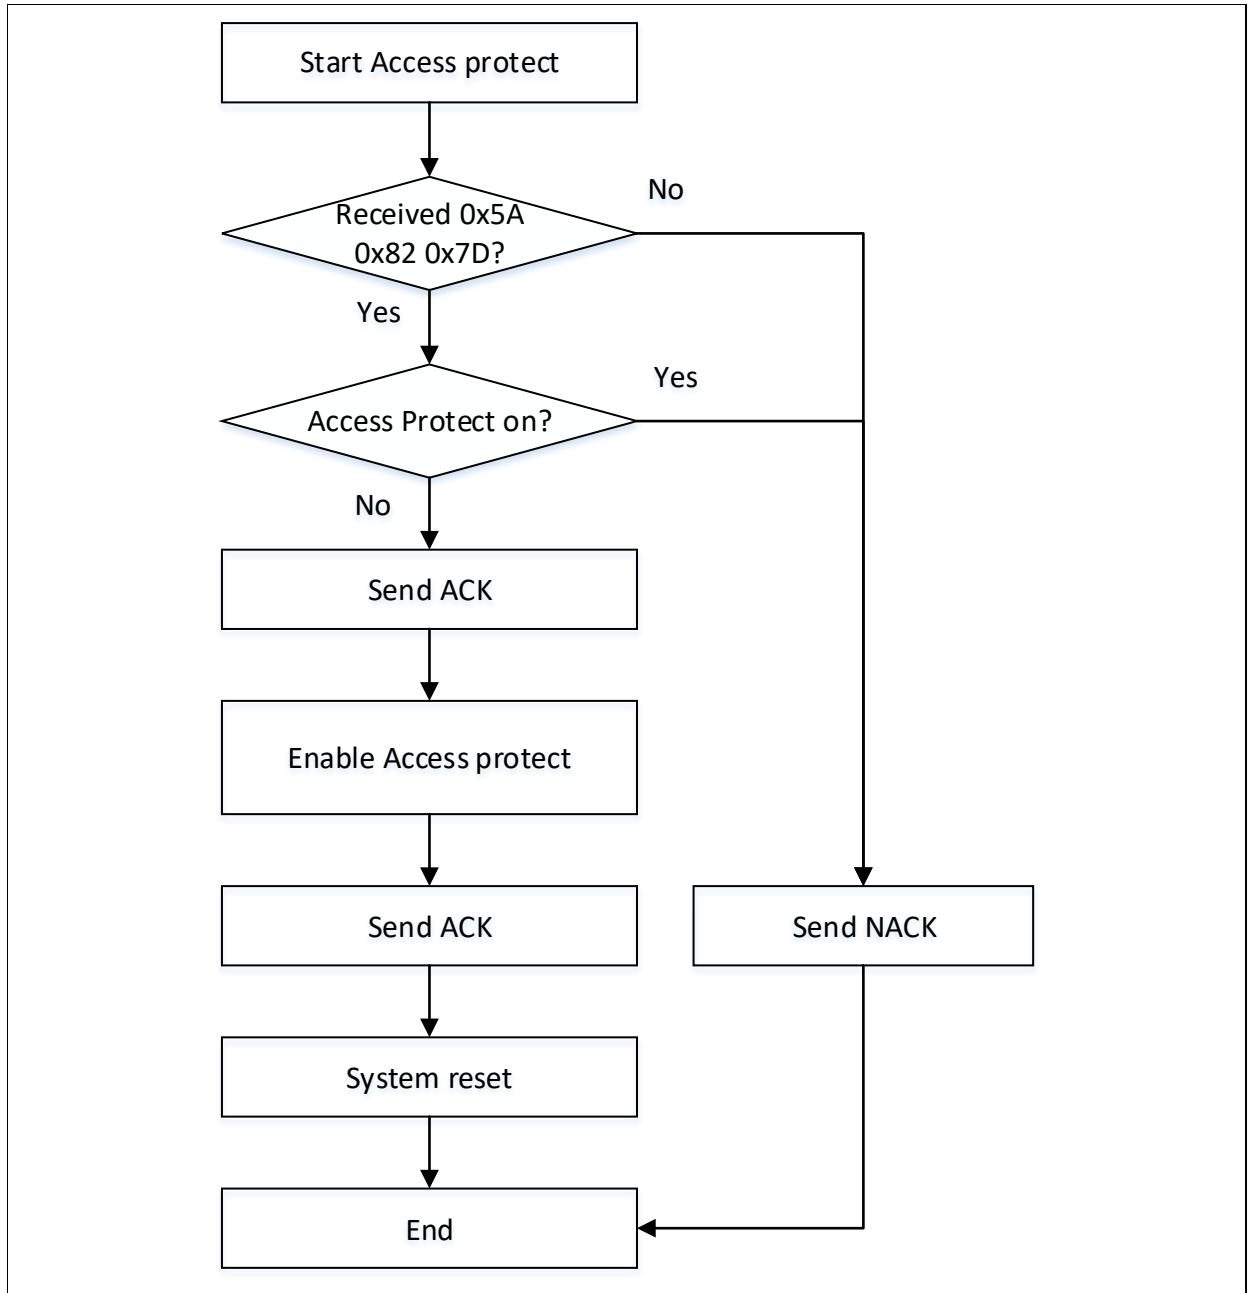 Start Access protect
No
Received 0x5A
0x82 0x7D?
Yes
Yes
Access Protect on?
No
Send ACK
Enable Access protect
Send ACK
Send NACK
System reset
End